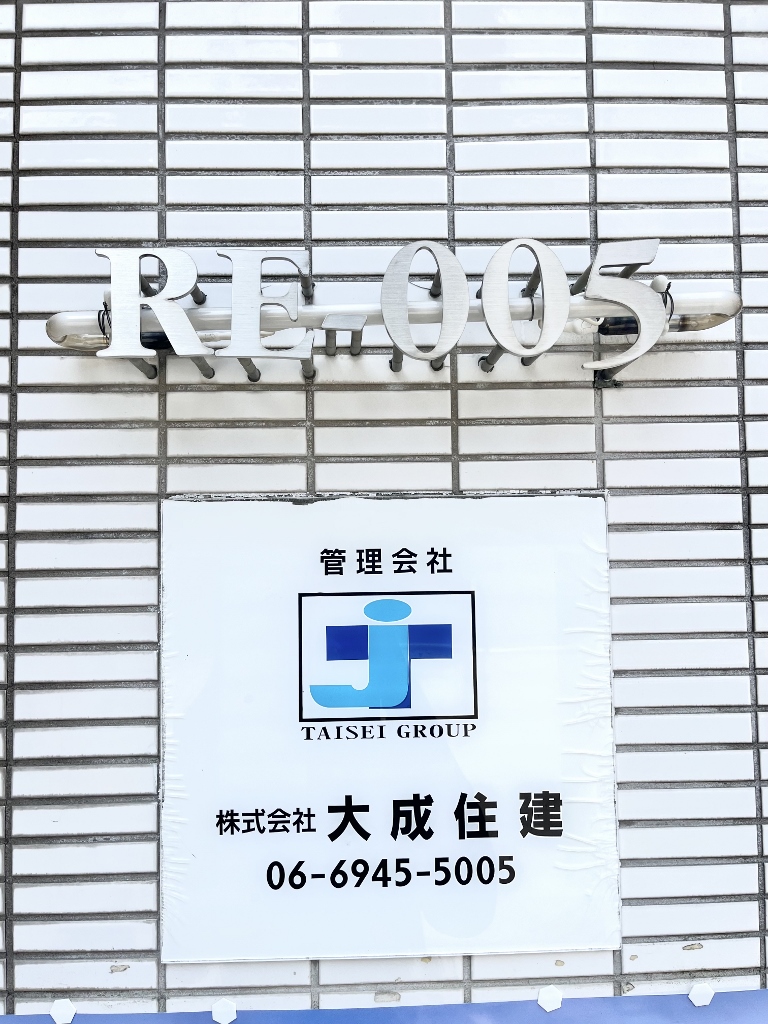 RE-005
管理会社
jT
TAISEI GROUP
株式会社 大成住建
06-6945-5005